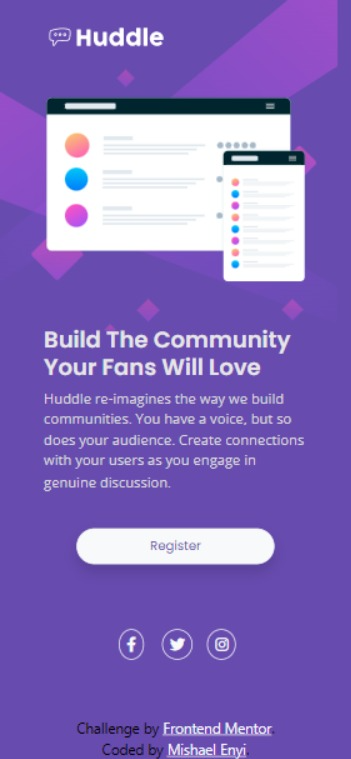 Huddle
Build The Community
Your Fans Will Love
Huddle re-imagines the way we build
communities. You have a voice, but so
does your audience. Create connections
with your users as you engage in
genuine discussion.
Register
Challenge by Frontend Mentor.
Coded by Mishael Enyi.